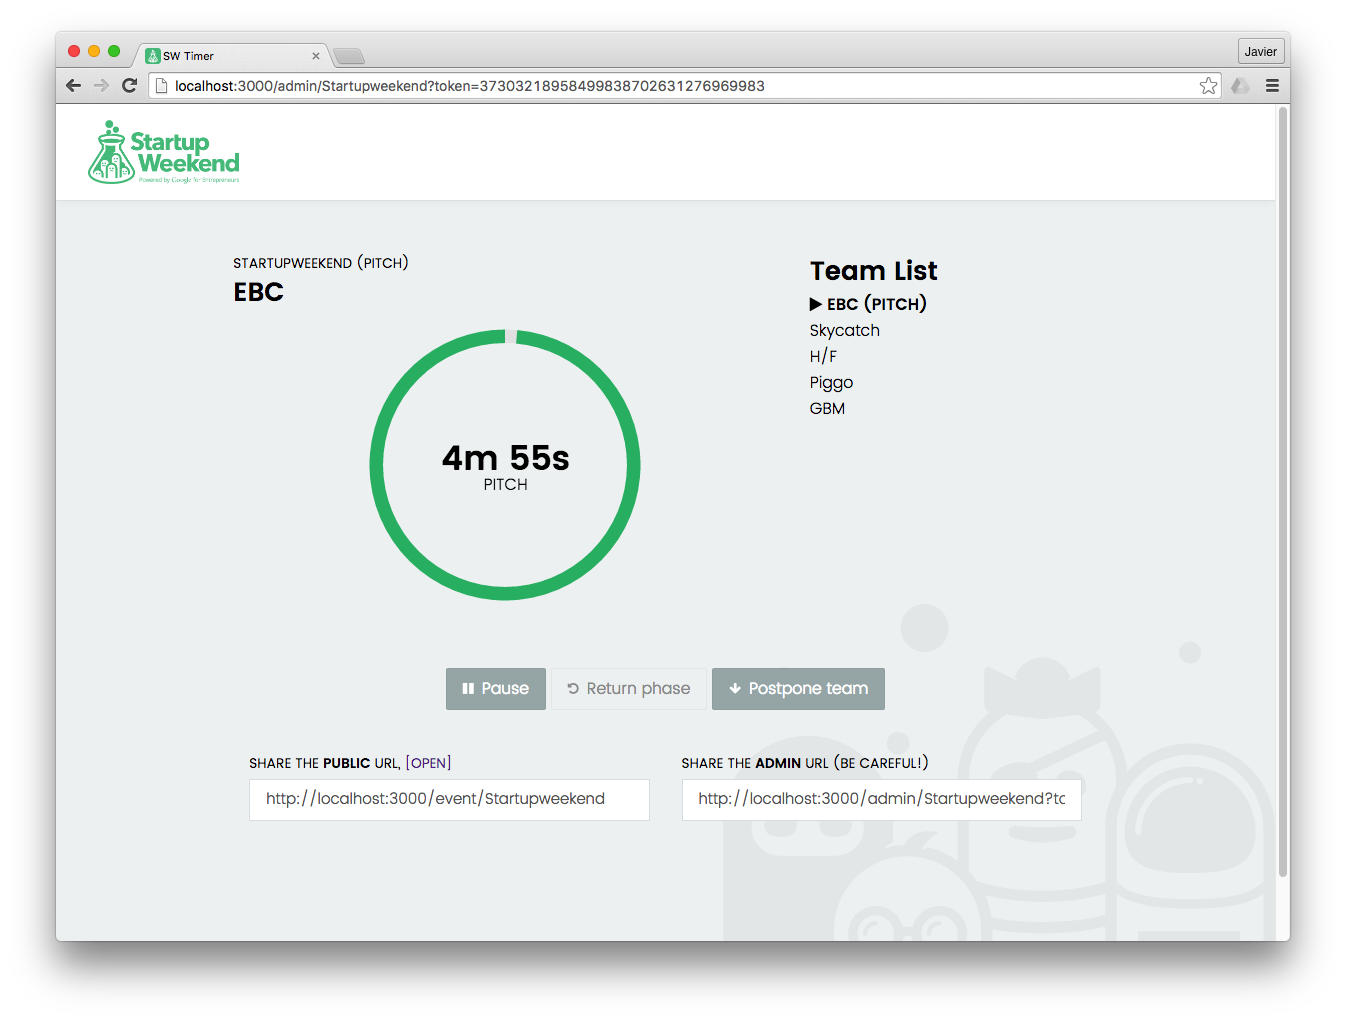 SW Timer
Javier
localhost:3000/admin/Startupweekend?token=37303218958499838702631276969983
Startup
Weekend
Powered by Google for Entrepreneurs
STARTUPWEEKEND (PITCH)
EBC
4m 55s
PITCH
Team List
EBC (PITCH)
Skycatch
H/F
Piggo
GBM
Pause
Return phase
Postpone team
SHARE THE PUBLIC URL, [OPEN]
http://localhost:3000/event/Startupweekend
SHARE THE ADMIN URL (BE CAREFUL!)
http://localhost:3000/admin/Startupweekend?to